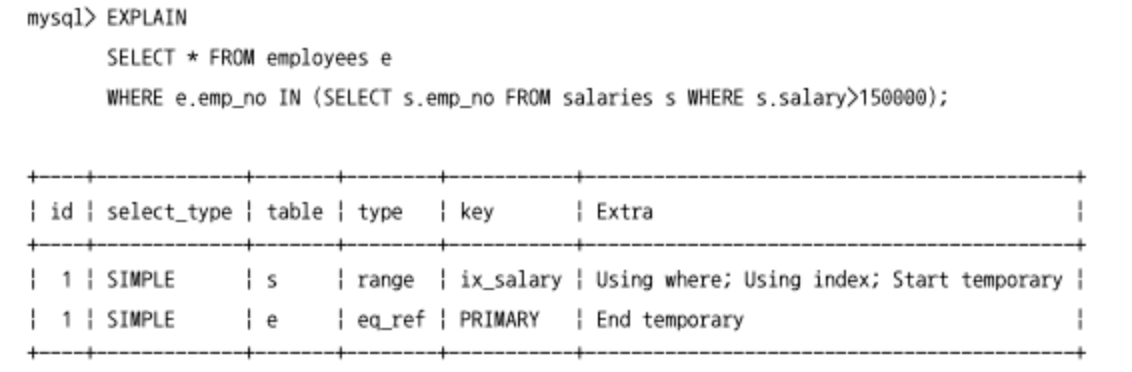 mysql> EXPLAIN
SELECT * FROM employees e
WHERE e.emp_no IN (SELECT s.emp_no FROM salaries s WHERE s.salary>150000);
+----+-------------+-------+--------+-----------+-------------------------------------------+
| id | select_type | table | type   | key       | Extra                                     |
+----+-------------+-------+--------+-----------+-------------------------------------------+
|  1 | SIMPLE      | s     | range  | ix_salary | Using where; Using index; Start temporary |
|  1 | SIMPLE      | e     | eq_ref | PRIMARY   | End temporary                             |
+----+-------------+-------+--------+-----------+-------------------------------------------+